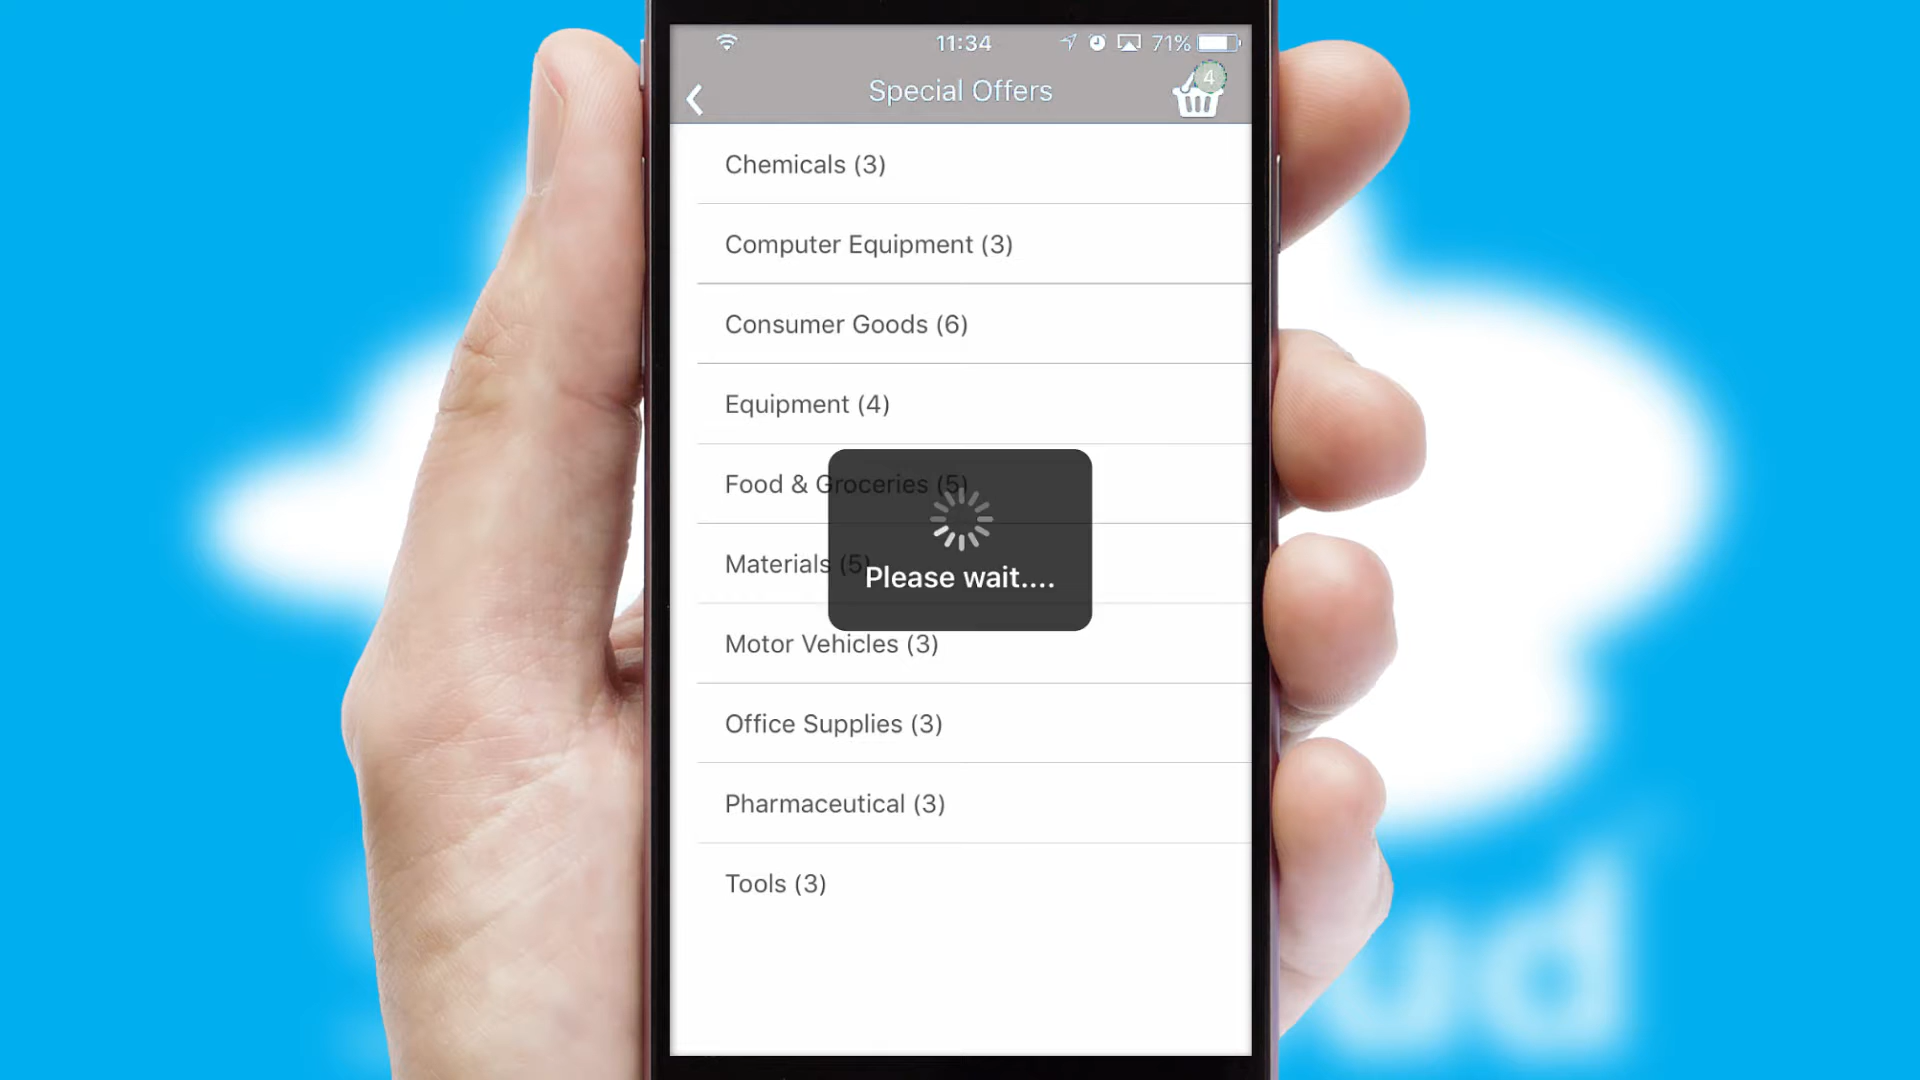 11:34
71%
Special Offers
4
Chemicals (3)
Computer Equipment (3)
Consumer Goods (6)
Equipment (4)
Food & Groceries (5)
Materials (5)
Please wait....
Motor Vehicles (3)
Office Supplies (3)
Pharmaceutical (3)
Tools (3)
ud